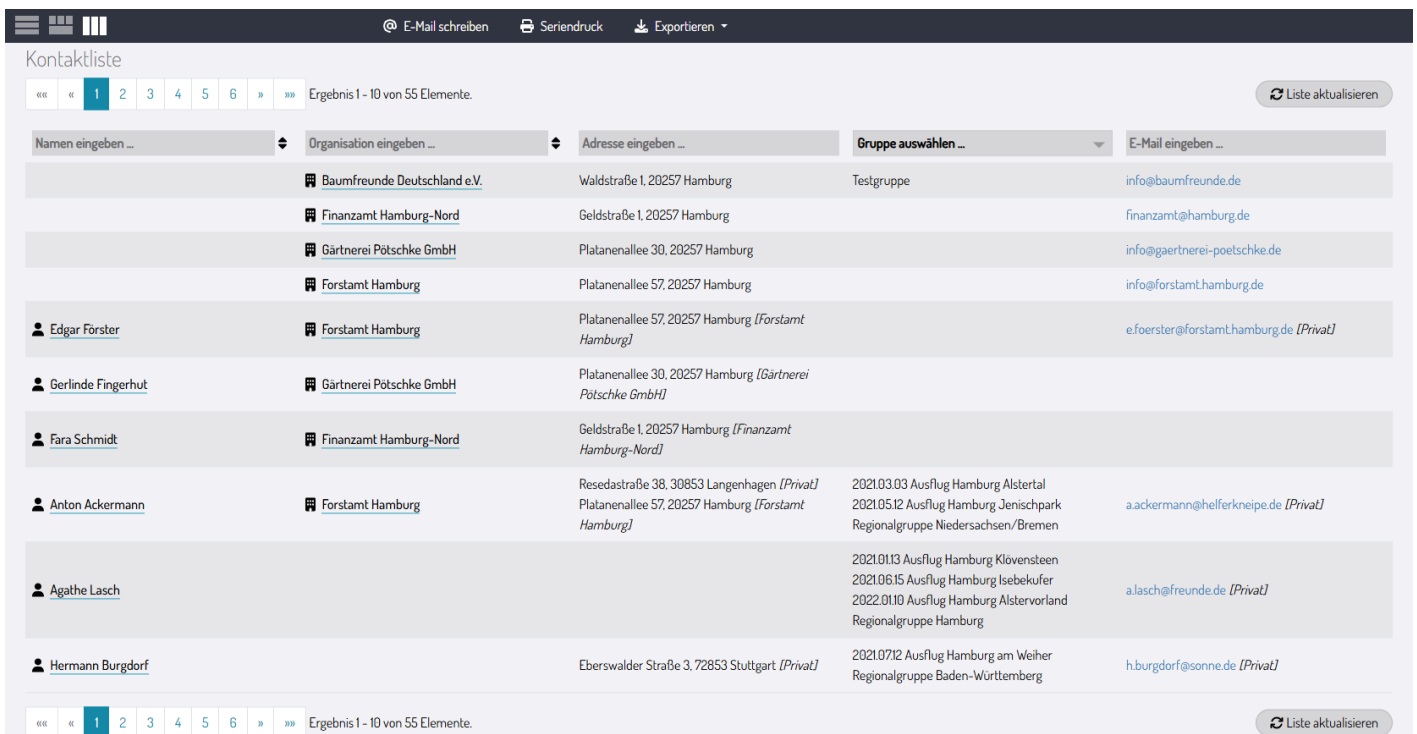 E-Mail schreiben Seriendruck Exportieren
Kontaktliste
«« « 1 2 3 4 5 6 » »» Ergebnis 1 - 10 von 55 Elemente. Liste aktualisieren
Namen eingeben ... Organisation eingeben ... Adresse eingeben ... Gruppe auswählen ... E-Mail eingeben ...
Baumfreunde Deutschland e.V. Waldstraße 1, 20257 Hamburg Testgruppe info@baumfreunde.de
Finanzamt Hamburg-Nord Geldstraße 1, 20257 Hamburg finanzamt@hamburg.de
Gärtnerei Pötschke GmbH Platanenallee 30, 20257 Hamburg info@gaertnerei-poetschke.de
Forstamt Hamburg Platanenallee 57, 20257 Hamburg info@forstamt.hamburg.de
Edgar Förster Forstamt Hamburg Platanenallee 57, 20257 Hamburg [Forstamt
Hamburg] e.foerster@forstamt.hamburg.de [Privat]
Gerlinde Fingerhut Gärtnerei Pötschke GmbH Platanenallee 30, 20257 Hamburg [Gärtnerei
Pötschke GmbH]
Fara Schmidt Finanzamt Hamburg-Nord Geldstraße 1, 20257 Hamburg [Finanzamt
Hamburg-Nord]
Anton Ackermann Forstamt Hamburg Resedastraße 38, 30853 Langenhagen [Privat]
Platanenallee 57, 20257 Hamburg [Forstamt
Hamburg]
2021.03.03 Ausflug Hamburg Alstertal
2021.05.12 Ausflug Hamburg Jenischpark
Regionalgruppe Niedersachsen/Bremen
a.ackermann@helferkneipe.de [Privat]
Agathe Lasch
2021.01.13 Ausflug Hamburg Klövensteen
2021.06.15 Ausflug Hamburg Isebekufer
2022.01.10 Ausflug Hamburg Alstervorland
Regionalgruppe Hamburg
a.lasch@freunde.de [Privat]
Hermann Burgdorf Eberswalder Straße 3, 72853 Stuttgart [Privat]
2021.07.12 Ausflug Hamburg am Weiher
Regionalgruppe Baden-Württemberg
h.burgdorf@sonne.de [Privat]
«« « 1 2 3 4 5 6 » »» Ergebnis 1 - 10 von 55 Elemente. Liste aktualisieren